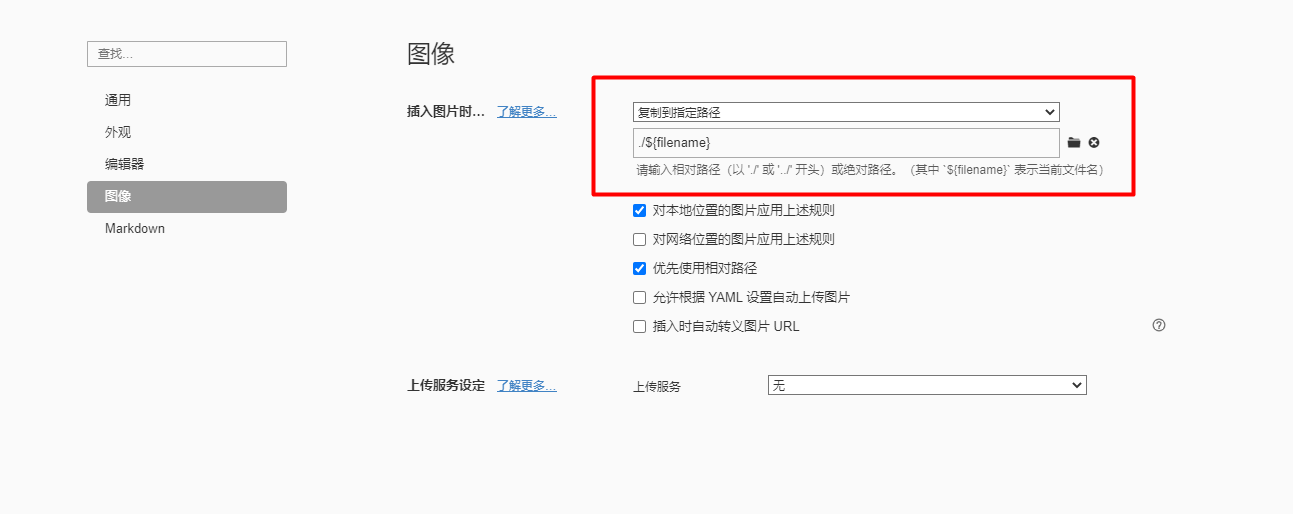 查找...
通用
外观
编辑器
图像
Markdown
图像
插入图片时... 了解更多...
复制到指定路径
./${filename}
请输入相对路径（以 './' 或 '../' 开头）或绝对路径。（其中 `${filename}` 表示当前文件名）
对本地位置的图片应用上述规则
对网络位置的图片应用上述规则
优先使用相对路径
允许根据 YAML 设置自动上传图片
插入时自动转义图片 URL
上传服务设定 了解更多... 上传服务 无